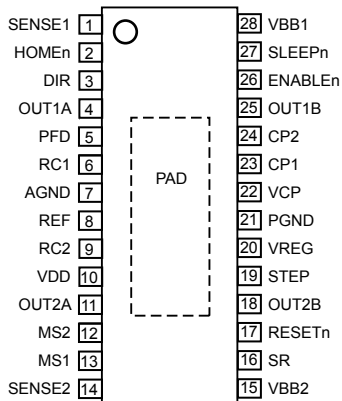 SENSE1 1 28 VBB1
HOMEn 2 27 SLEEPn
DIR 3 26 ENABLEn
OUT1A 4 25 OUT1B
PFD 5 24 CP2
RC1 6 23 CP1
PAD
AGND 7 22 VCP
REF 8 21 PGND
RC2 9 20 VREG
VDD 10 19 STEP
OUT2A 11 18 OUT2B
MS2 12 17 RESETn
MS1 13 16 SR
SENSE2 14 15 VBB2